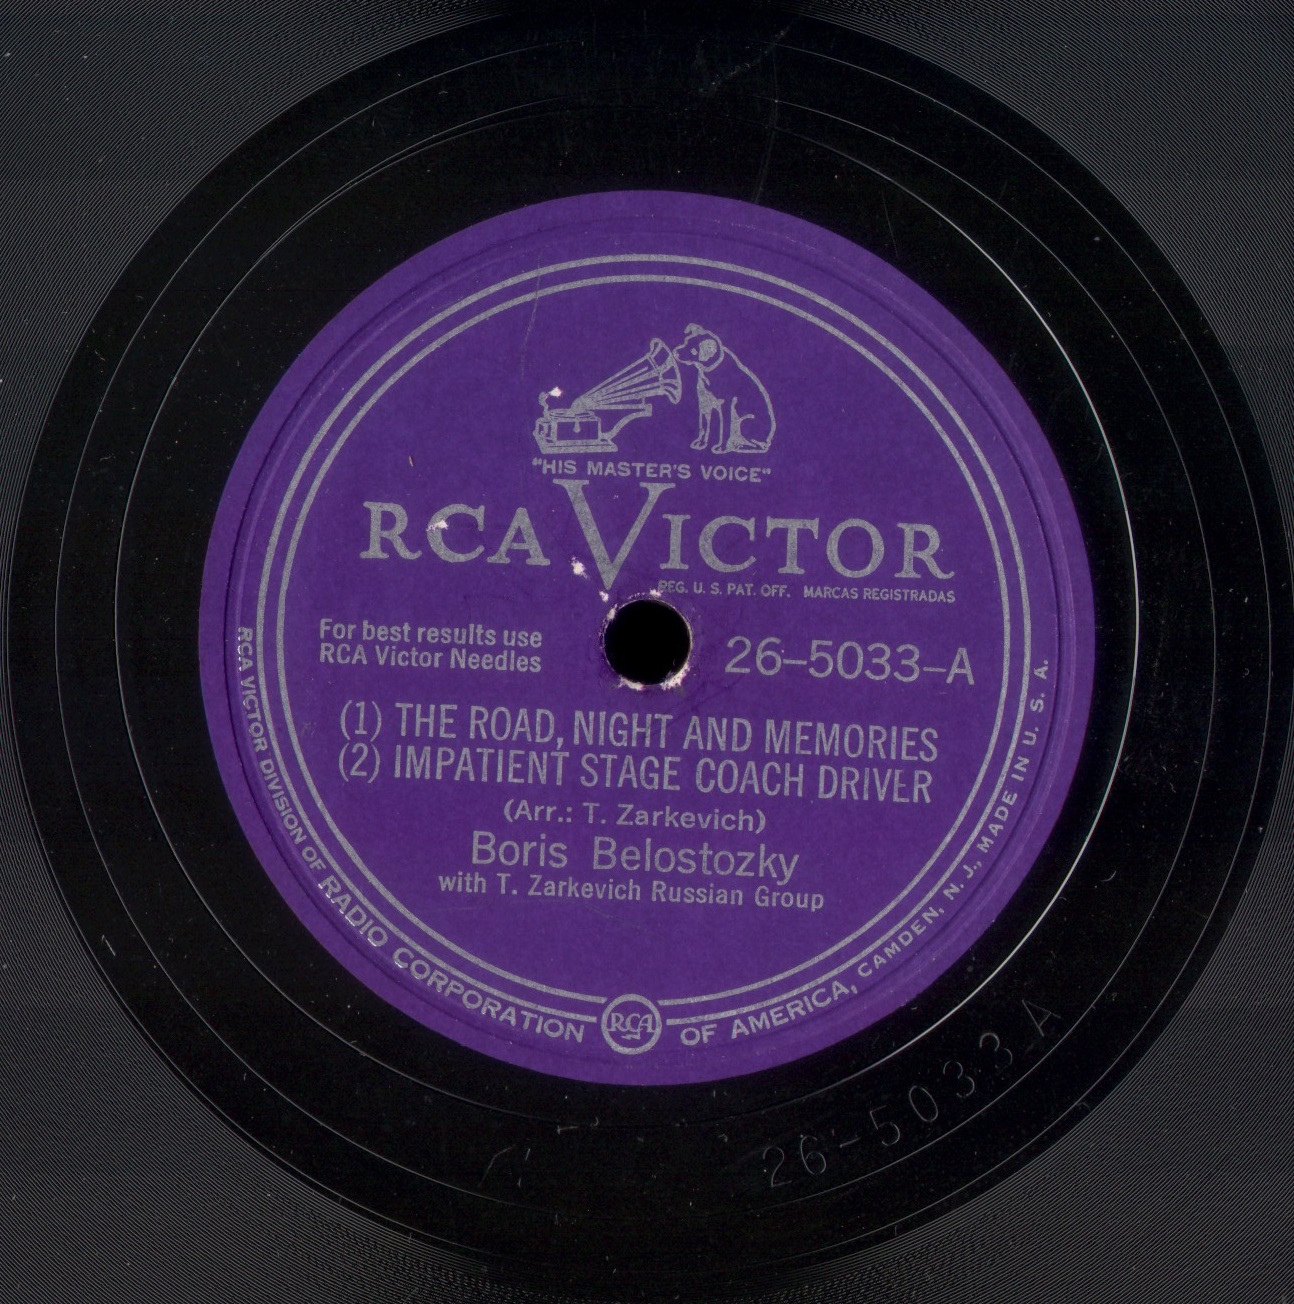 "HIS MASTER'S VOICE"
RCA VICTOR
REG. U. S. PAT. OFF. MARCAS REGISTRADAS
For best results use
RCA Victor Needles
26-5033-A
(1) THE ROAD, NIGHT AND MEMORIES
(2) IMPATIENT STAGE COACH DRIVER
(Arr.: T. Zarkevich)
Boris Belostozky
with T. Zarkevich Russian Group
RCA VICTOR DIVISION OF RADIO CORPORATION OF AMERICA, CAMDEN, N. J., MADE IN U. S. A.
RCA
26-5033A